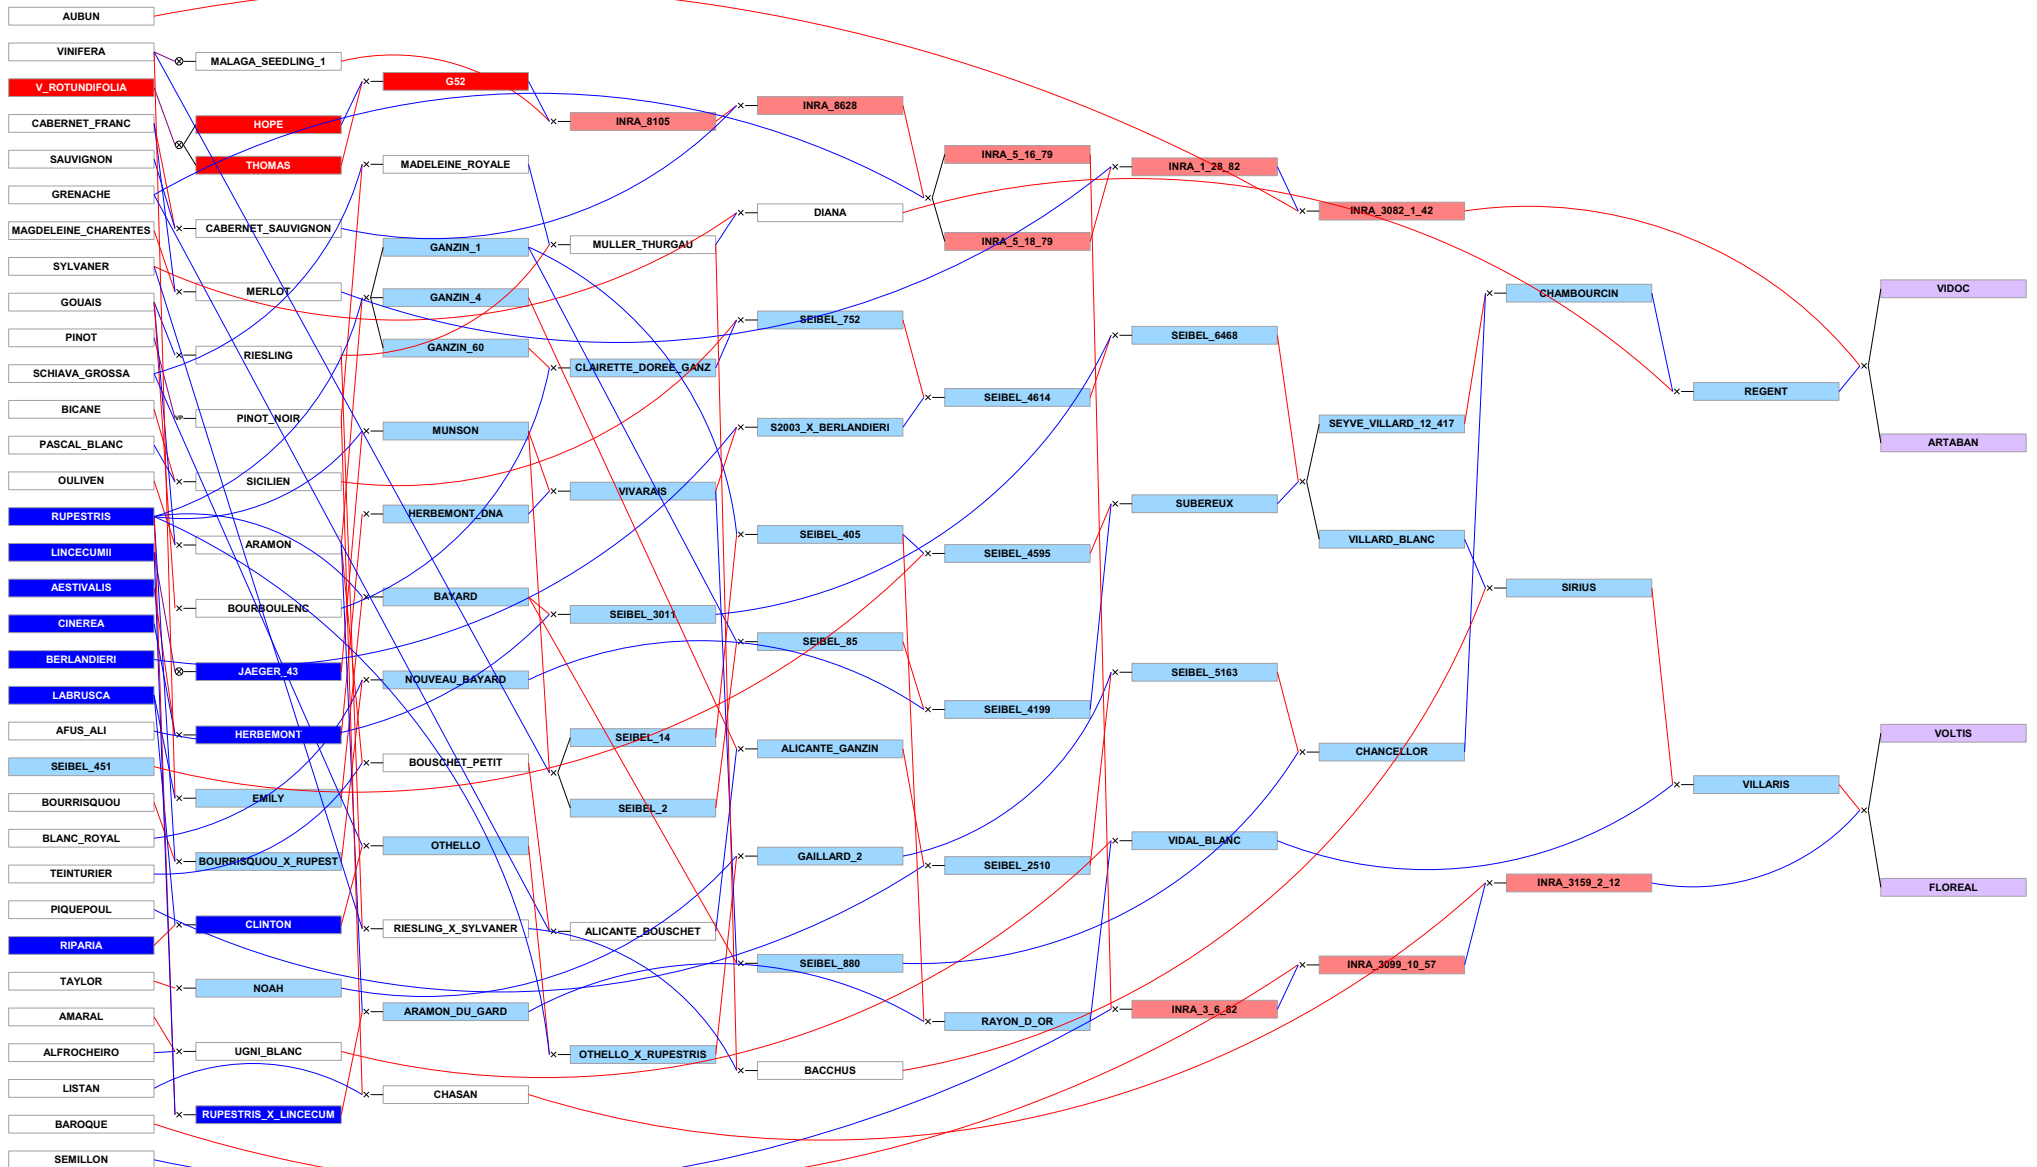 AUBUN
VINIFERA
V_ROTUNDIFOLIA
CABERNET_FRANC
SAUVIGNON
GRENACHE
MAGDELEINE_CHARENTES
SYLVANER
GOUAIS
PINOT
SCHIAVA_GROSSA
BICANE
PASCAL_BLANC
OULIVEN
RUPESTRIS
LINCECUMII
AESTIVALIS
CINEREA
BERLANDIERI
LABRUSCA
AFUS_ALI
SEIBEL_451
BOURRISQUOU
BLANC_ROYAL
TEINTURIER
PIQUEPOUL
RIPARIA
TAYLOR
AMARAL
ALFROCHEIRO
LISTAN
BAROQUE
SEMILLON
MALAGA_SEEDLING_1
HOPE
THOMAS
CABERNET_SAUVIGNON
MERLOT
RIESLING
VP
PINOT_NOIR
SICILIEN
ARAMON
BOURBOULENC
JAEGER_43
HERBEMONT
EMILY
BOURRISQUOU_X_RUPEST
CLINTON
NOAH
UGNI_BLANC
RUPESTRIS_X_LINCECUM
G52
MADELEINE_ROYALE
GANZIN_1
GANZIN_4
GANZIN_60
MUNSON
HERBEMONT_DNA
BAYARD
NOUVEAU_BAYARD
BOUSCHET_PETIT
OTHELLO
RIESLING_X_SYLVANER
ARAMON_DU_GARD
CHASAN
INRA_8105
MULLER_THURGAU
CLAIRETTE_DOREE_GANZ
VIVARAIS
SEIBEL_3011
SEIBEL_14
SEIBEL_2
ALICANTE_BOUSCHET
OTHELLO_X_RUPESTRIS
INRA_8628
DIANA
SEIBEL_752
S2003_X_BERLANDIERI
SEIBEL_405
SEIBEL_85
ALICANTE_GANZIN
GAILLARD_2
SEIBEL_880
BACCHUS
INRA_5_16_79
INRA_5_18_79
SEIBEL_4614
SEIBEL_4595
SEIBEL_4199
SEIBEL_2510
RAYON_D_OR
INRA_1_28_82
SEIBEL_6468
SUBEREUX
SEIBEL_5163
VIDAL_BLANC
INRA_3_6_82
INRA_3082_1_42
SEYVE_VILLARD_12_417
VILLARD_BLANC
CHANCELLOR
INRA_3099_10_57
CHAMBOURCIN
SIRIUS
INRA_3159_2_12
REGENT
VILLARIS
VIDOC
ARTABAN
VOLTIS
FLOREAL